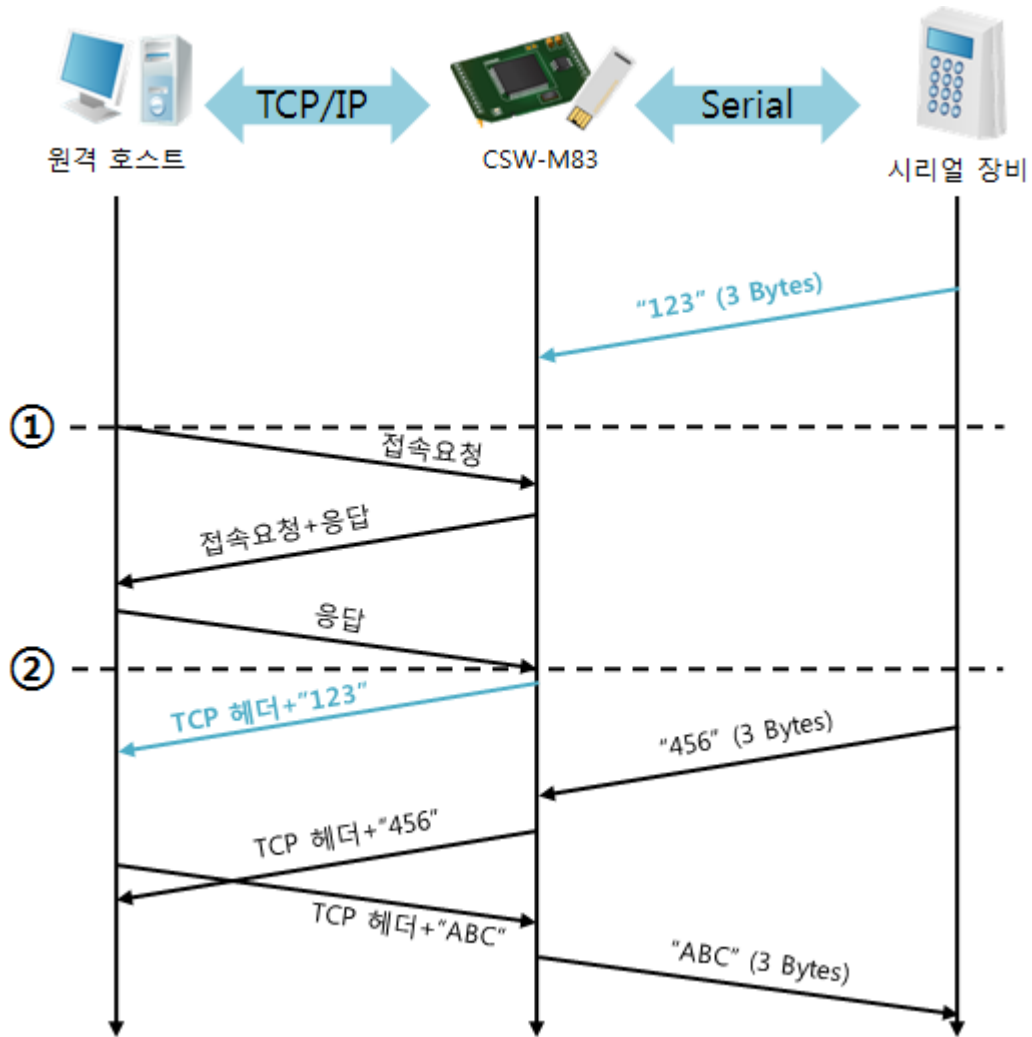 TCP/IP
Serial
원격 호스트
CSW-M83
시리얼 장비
“123” (3 Bytes)
①
접속요청
접속요청+응답
응답
②
TCP 헤더+“123”
“456” (3 Bytes)
TCP 헤더+“456”
TCP 헤더+“ABC”
“ABC” (3 Bytes)